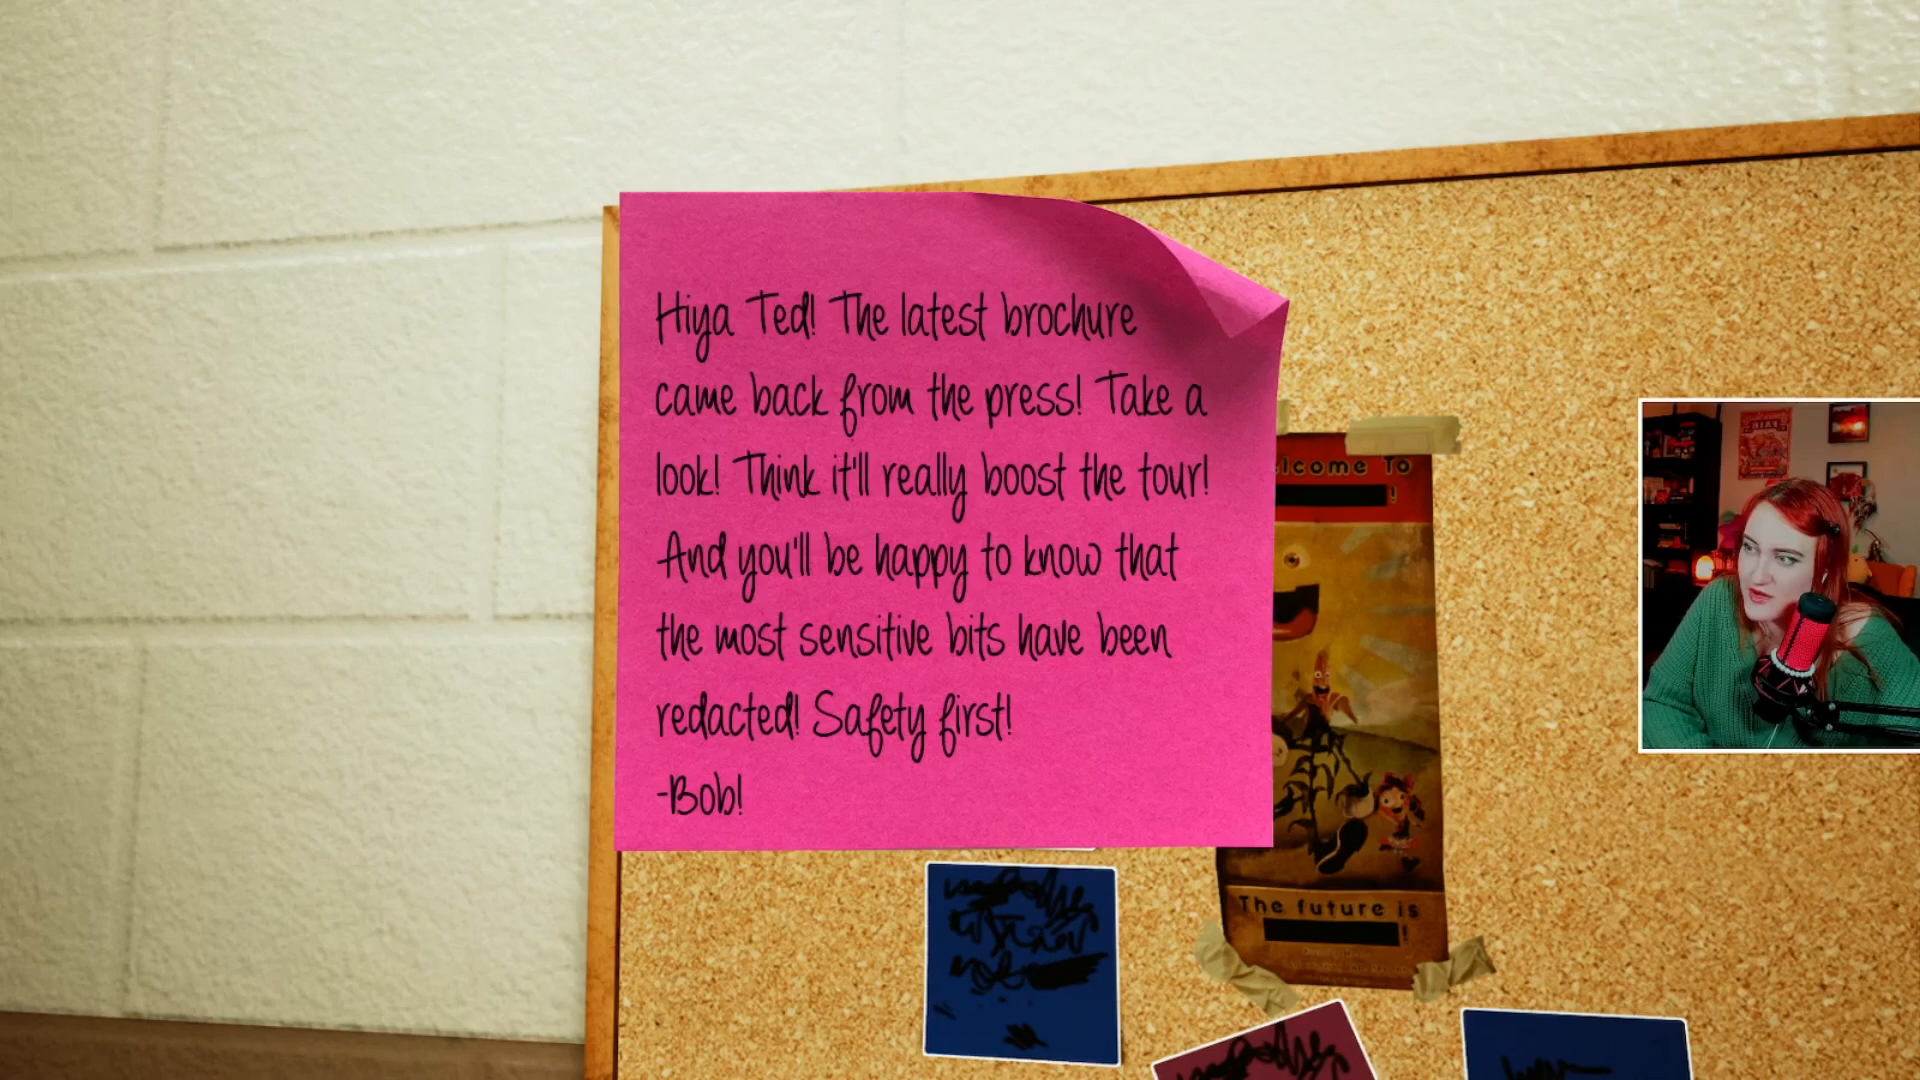 Hiya Ted! The latest brochure
came back from the press! Take a
look! Think it'll really boost the tour!
And you'll be happy to know that
the most sensitive bits have been
redacted! Safety first!
-Bob!
lcome To
!
The future is
!